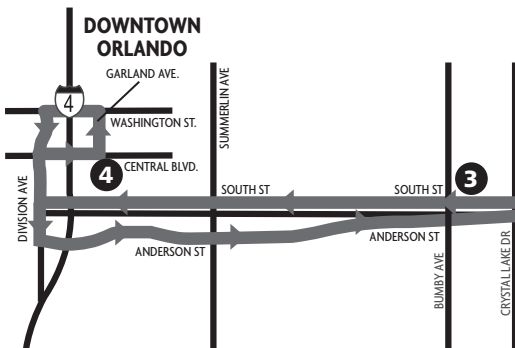 DOWNTOWN
ORLANDO
GARLAND AVE.
4
WASHINGTON ST.
SUMMERLIN AVE
CENTRAL BLVD.
4
DIVISION AVE
SOUTH ST
SOUTH ST
3
ANDERSON ST
ANDERSON ST
BUMBY AVE
CRYSTAL LAKE DR